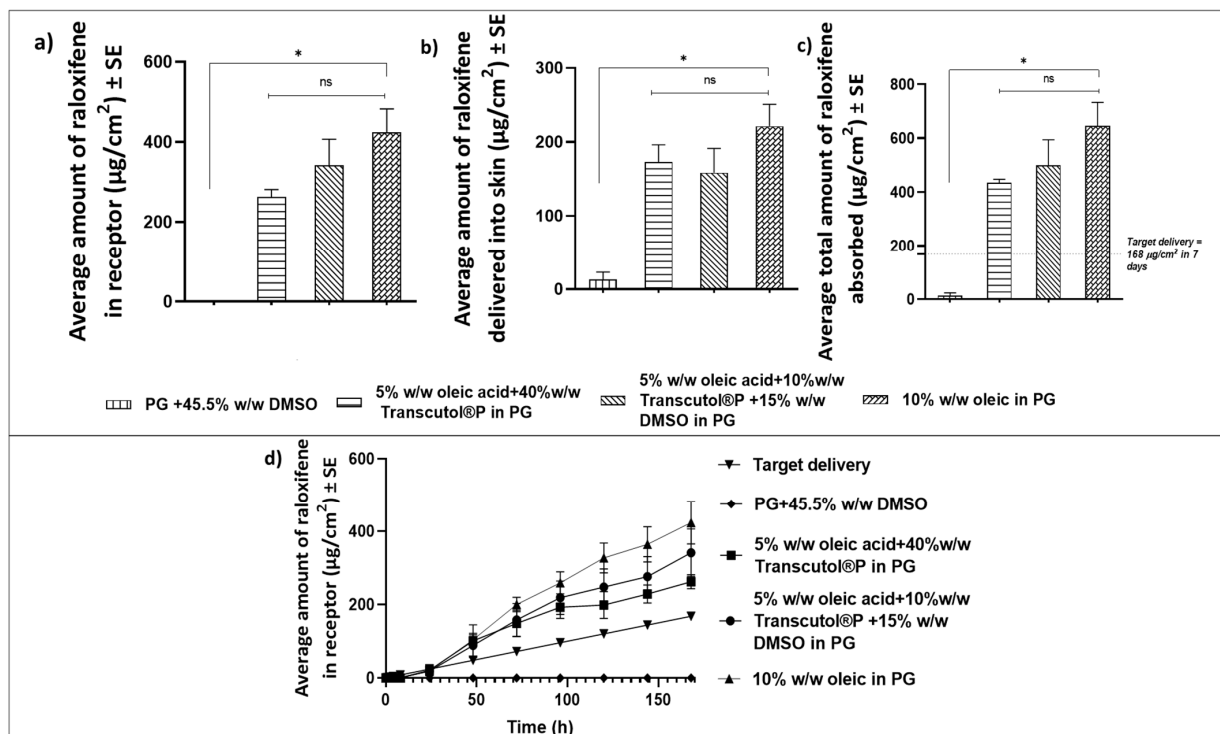 a)
Average amount of raloxifene
in receptor (µg/cm²) ± SE
600
400
200
0
*
ns
b)
Average amount of raloxifene
delivered into skin (µg/cm²) ± SE
300
200
100
0
*
ns
c)
Average total amount of raloxifene
absorbed (µg/cm²) ± SE
800
600
400
200
0
*
ns
Target delivery =
168 µg/cm² in 7
days
PG +45.5% w/w DMSO
5% w/w oleic acid+40%w/w
Transcutol®P in PG
5% w/w oleic acid+10%w/w
Transcutol®P +15% w/w
DMSO in PG
10% w/w oleic in PG
d)
Average amount of raloxifene
in receptor (µg/cm²) ± SE
600
400
200
0
0
50
100
150
Time (h)
Target delivery
PG+45.5% w/w DMSO
5% w/w oleic acid+40%w/w
Transcutol®P in PG
5% w/w oleic acid+10%w/w
Transcutol®P +15% w/w
DMSO in PG
10% w/w oleic in PG